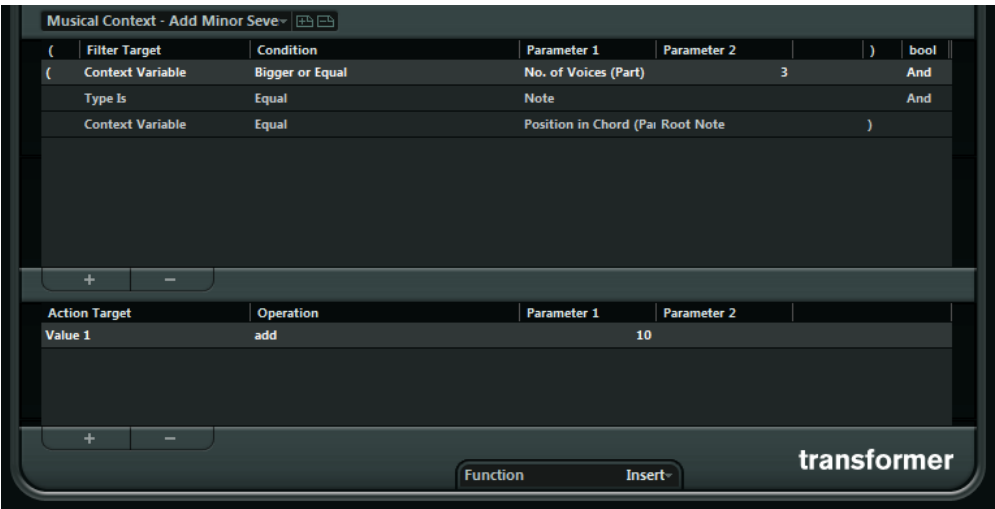 Musical Context - Add Minor Seve
( Filter Target Condition Parameter 1 Parameter 2 ) bool
( Context Variable Bigger or Equal No. of Voices (Part) 3 And
Type Is Equal Note And
Context Variable Equal Position in Chord (Par Root Note )
+ −
Action Target Operation Parameter 1 Parameter 2
Value 1 add 10
+ −
transformer
Function Insert